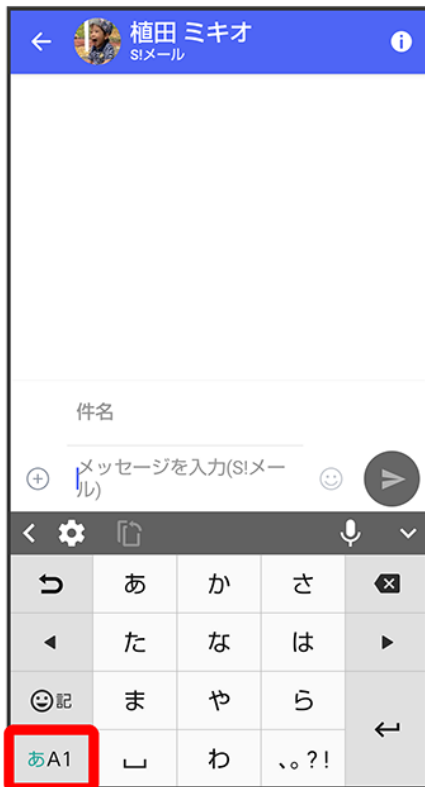 植田 ミキオ
S!メール
件名
メッセージを入力(S!メー
ル)
あ か さ
た な は
記 ま や ら
あA1 わ 、。?!